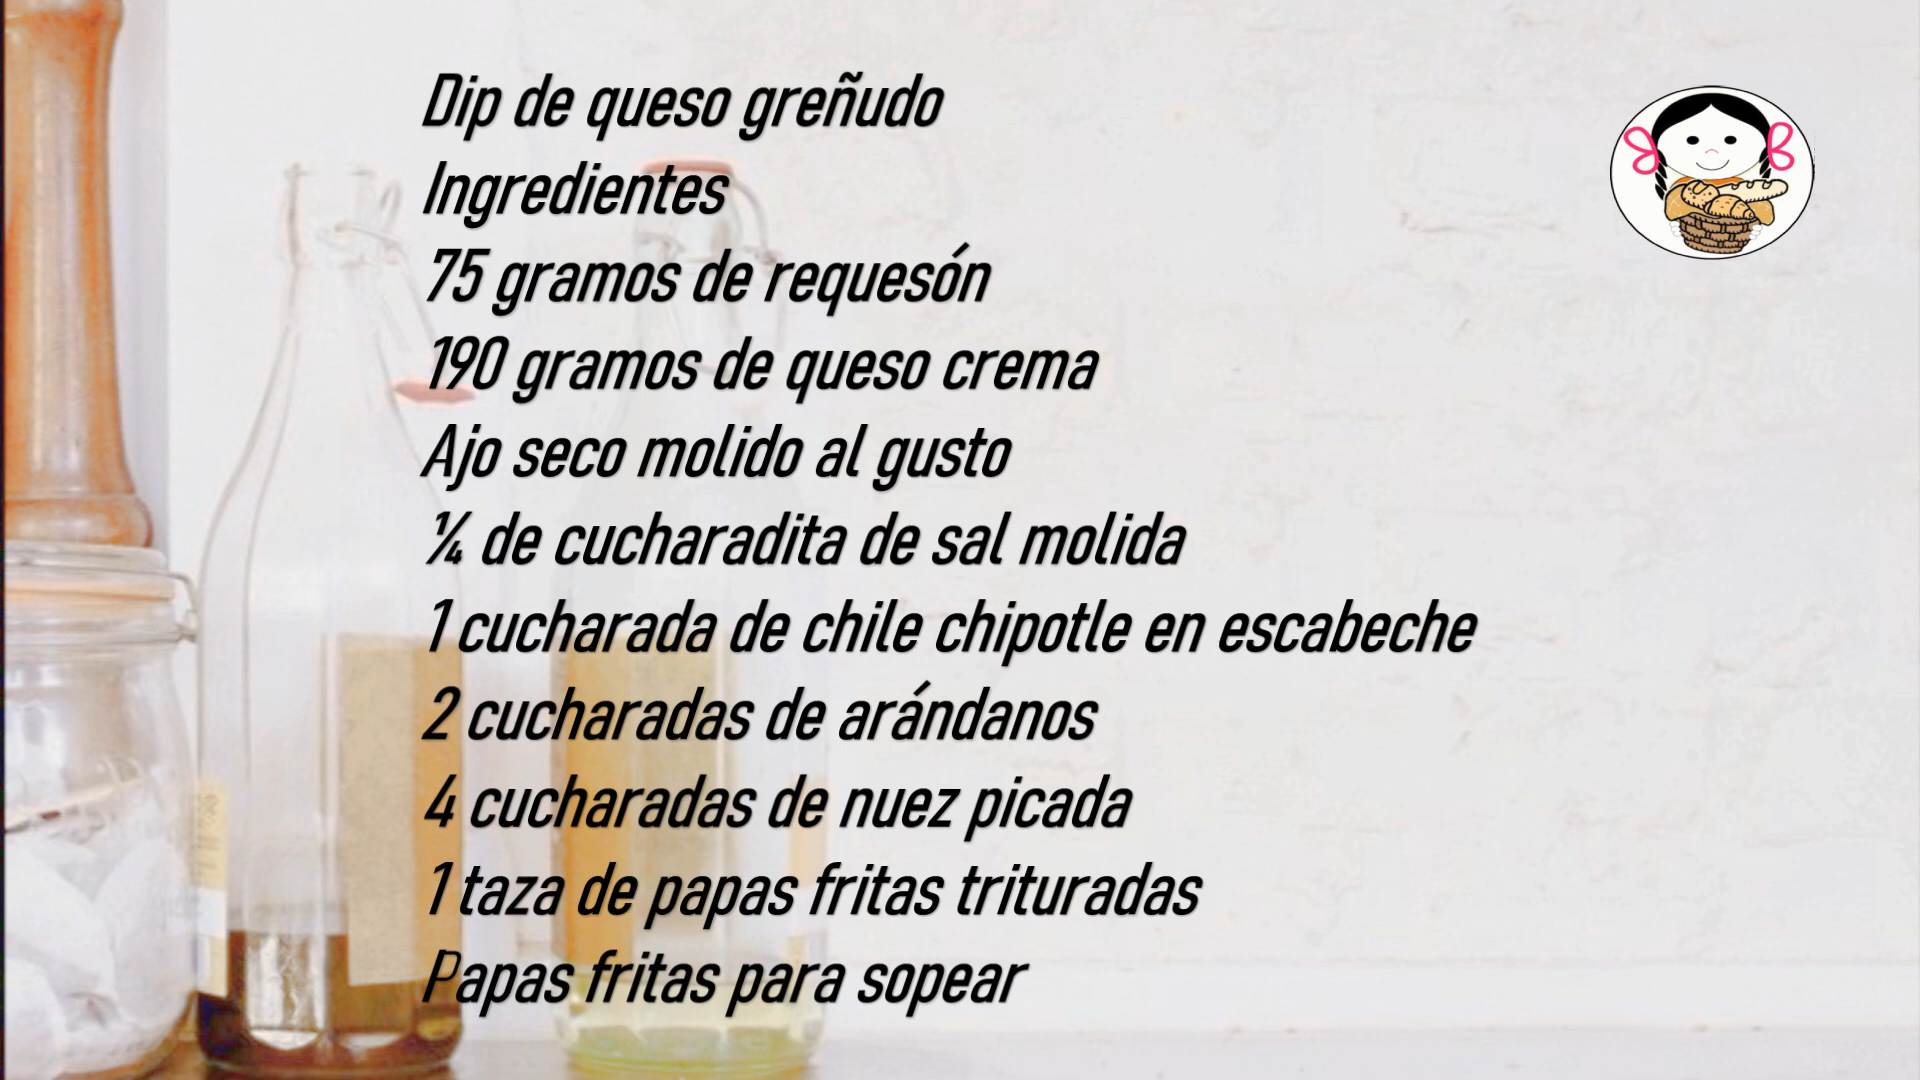 Dip de queso greñudo
Ingredientes
75 gramos de requesón
190 gramos de queso crema
Ajo seco molido al gusto
¼ de cucharadita de sal molida
1 cucharada de chile chipotle en escabeche
2 cucharadas de arándanos
4 cucharadas de nuez picada
1 taza de papas fritas trituradas
Papas fritas para sopear